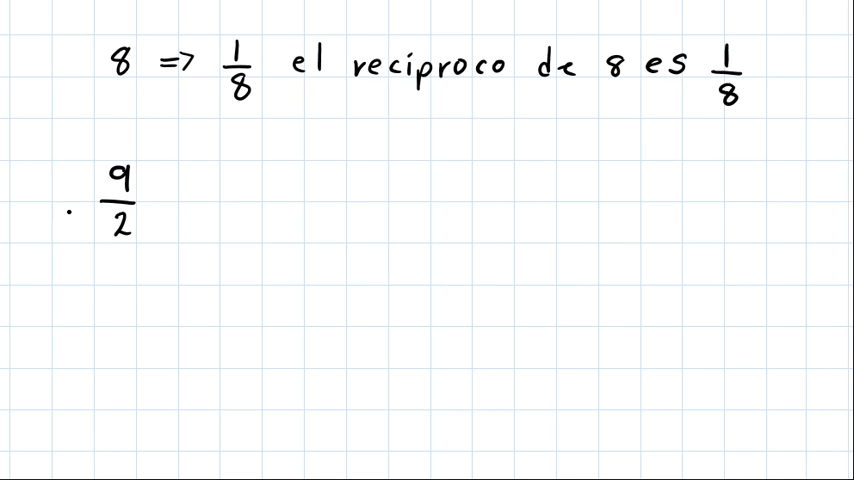 8 => 1/8 el reciproco de 8 es 1/8
. 9/2